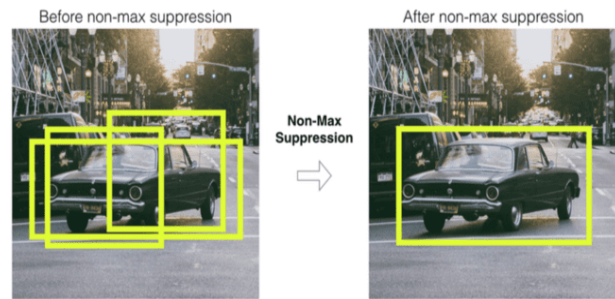 Before non-max suppression
After non-max suppression
Non-Max
Suppression